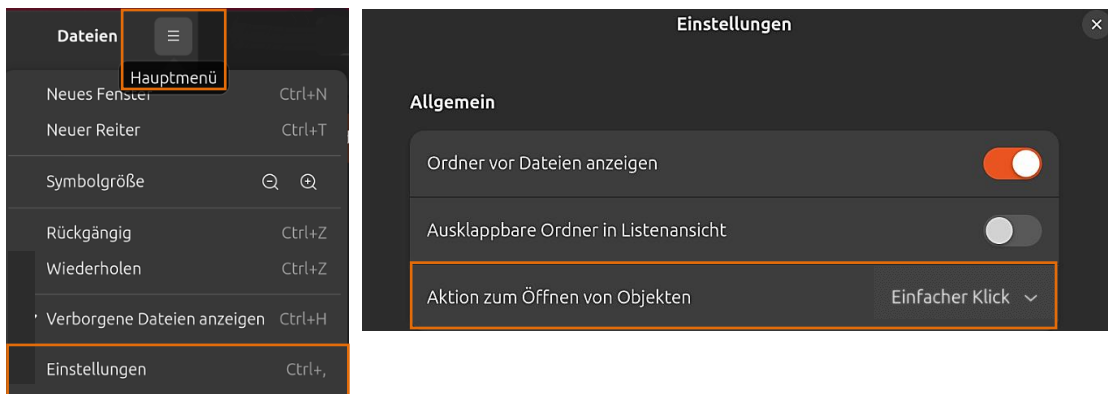 Dateien
Hauptmenü
Neues Fenster Ctrl+N
Neuer Reiter Ctrl+T
Symbolgröße
Rückgängig Ctrl+Z
Wiederholen Ctrl+Z
Verborgene Dateien anzeigen Ctrl+H
Einstellungen Ctrl+,
Einstellungen
Allgemein
Ordner vor Dateien anzeigen
Ausklappbare Ordner in Listenansicht
Aktion zum Öffnen von Objekten Einfacher Klick